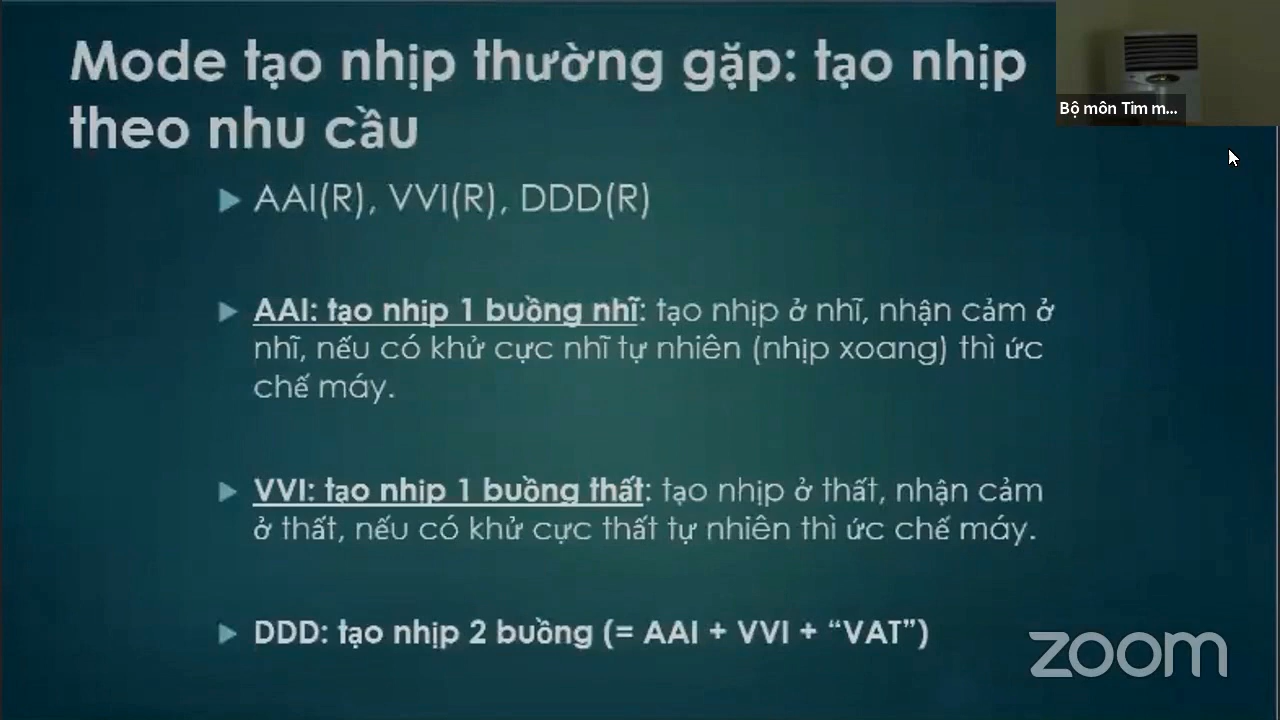 Mode tạo nhịp thường gặp: tạo nhịp
theo nhu cầu
Bộ môn Tim m...
AAI(R), VVI(R), DDD(R)
AAI: tạo nhịp 1 buồng nhĩ: tạo nhịp ở nhĩ, nhận cảm ở
nhĩ, nếu có khử cực nhĩ tự nhiên (nhịp xoang) thì ức
chế máy.
VVI: tạo nhịp 1 buồng thất: tạo nhịp ở thất, nhận cảm
ở thất, nếu có khử cực thất tự nhiên thì ức chế máy.
DDD: tạo nhịp 2 buồng (= AAI + VVI + “VAT”)
zoom